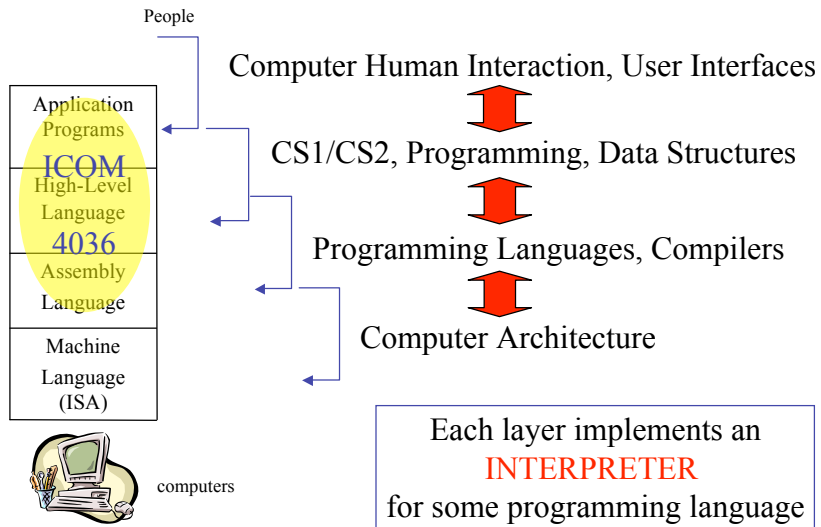 People
Computer Human Interaction, User Interfaces
Application
Programs
ICOM
CS1/CS2, Programming, Data Structures
High-Level
Language
4036
Programming Languages, Compilers
Assembly
Language
Computer Architecture
Machine
Language
(ISA)
Each layer implements an
INTERPRETER
for some programming language
computers